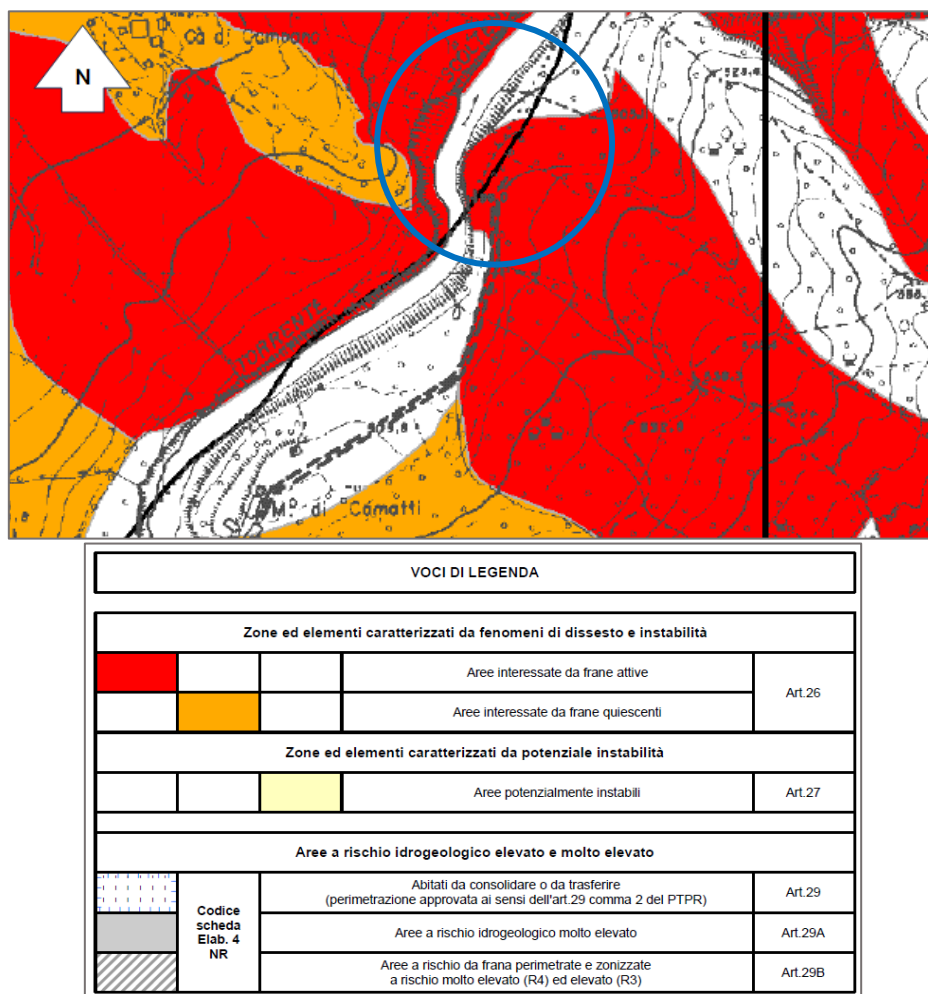 N
TORRENTE
Mº di Camatti
VOCI DI LEGENDA
Zone ed elementi caratterizzati da fenomeni di dissesto e instabilità
Aree interessate da frane attive
Art.26
Aree interessate da frane quiescenti
Zone ed elementi caratterizzati da potenziale instabilità
Aree potenzialmente instabili
Art.27
Aree a rischio idrogeologico elevato e molto elevato
Codice
scheda
Elab. 4
NR
Abitati da consolidare o da trasferire
(perimetrazione approvata ai sensi dell'art.29 comma 2 del PTPR)
Art.29
Aree a rischio idrogeologico molto elevato
Art.29A
Aree a rischio da frana perimetrate e zonizzate
a rischio molto elevato (R4) ed elevato (R3)
Art.29B